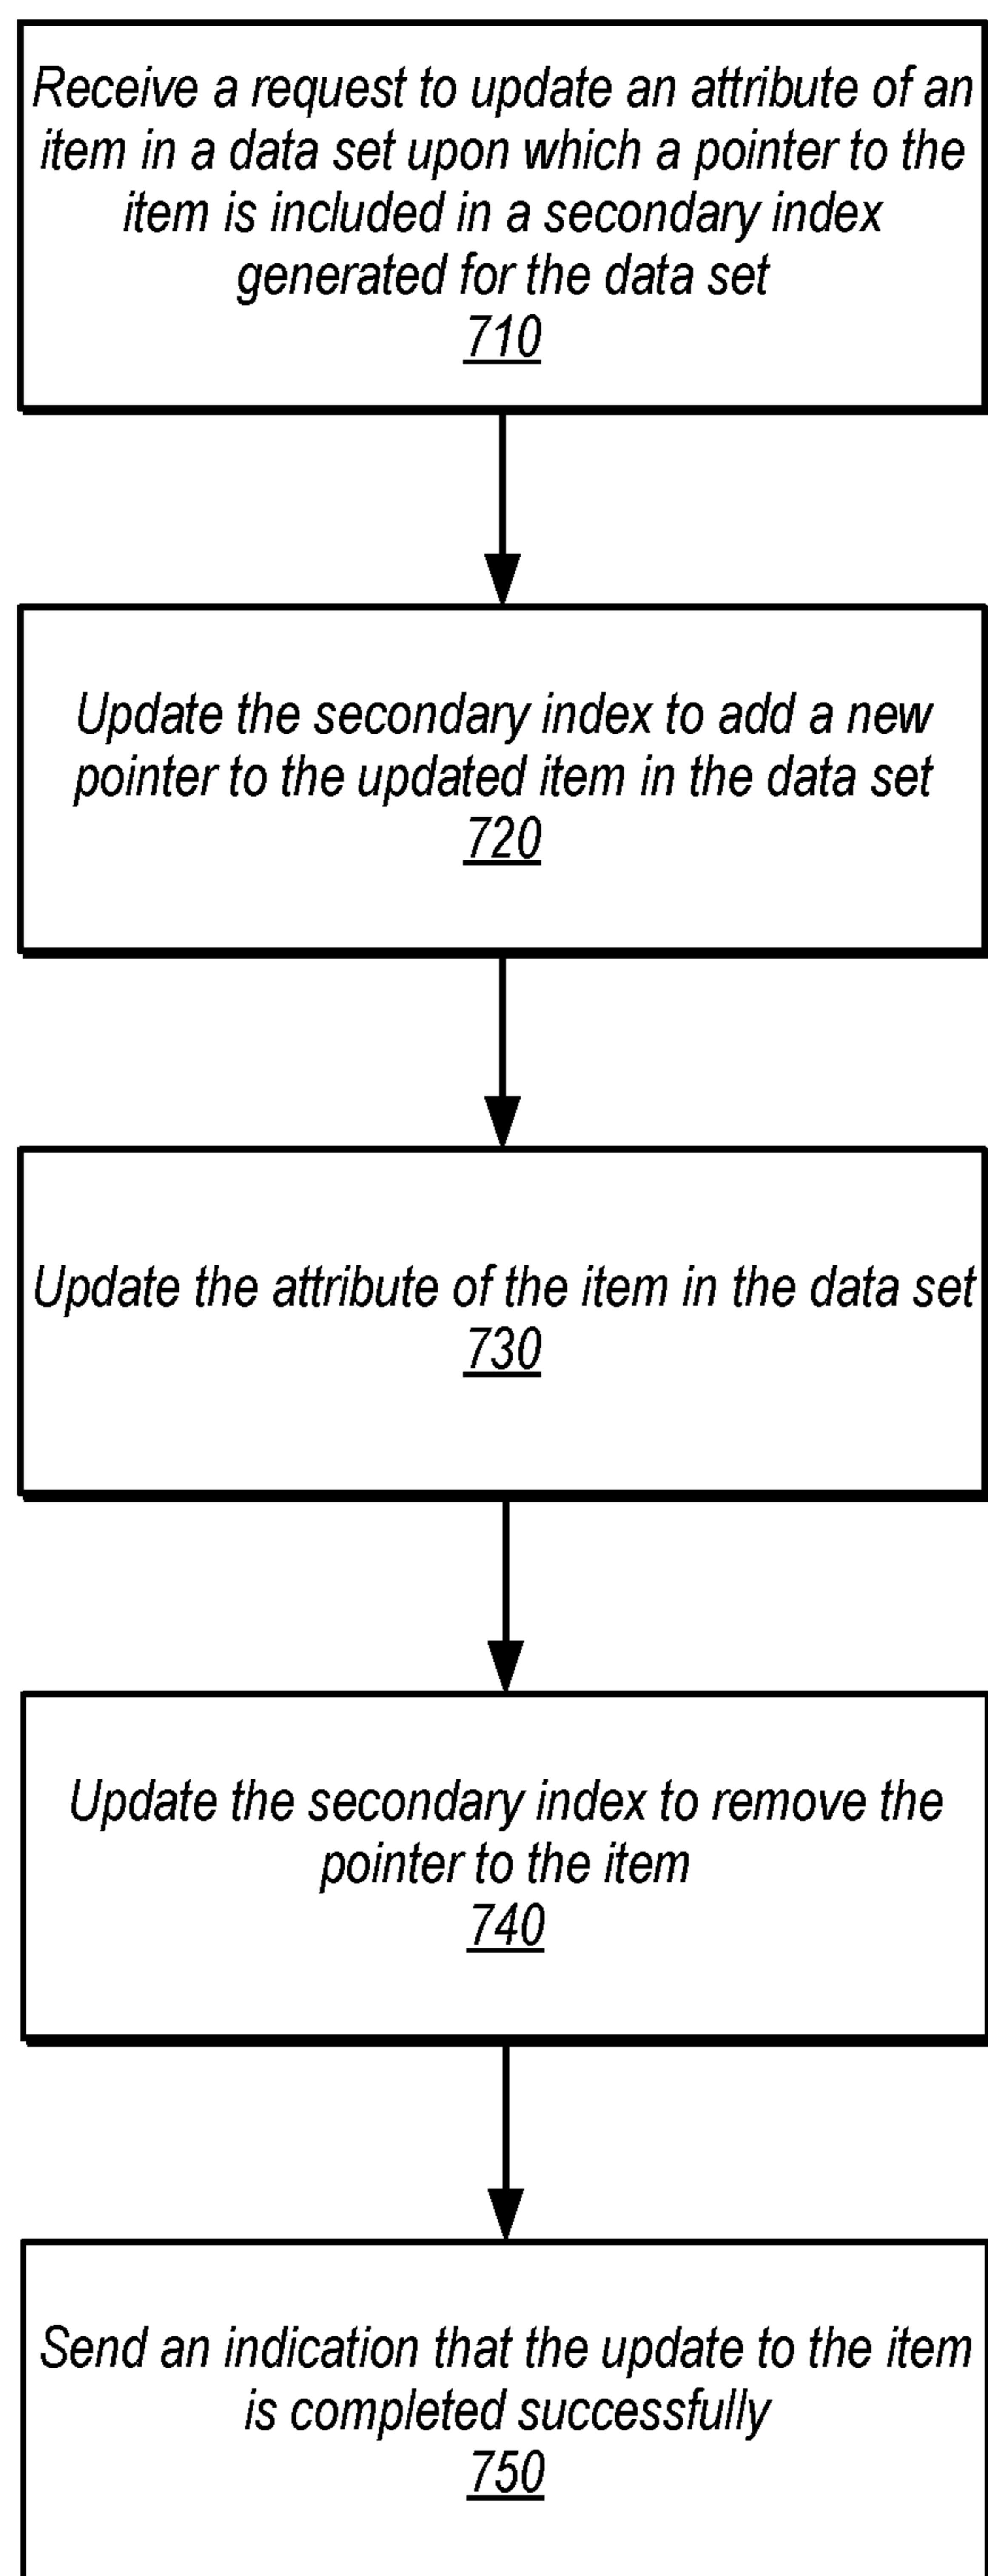 Receive a request to update an attribute of an
item in a data set upon which a pointer to the
item is included in a secondary index
generated for the data set
710
Update the secondary index to add a new
pointer to the updated item in the data set
720
Update the attribute of the item in the data set
730
Update the secondary index to remove the
pointer to the item
740
Send an indication that the update to the item
is completed successfully
750